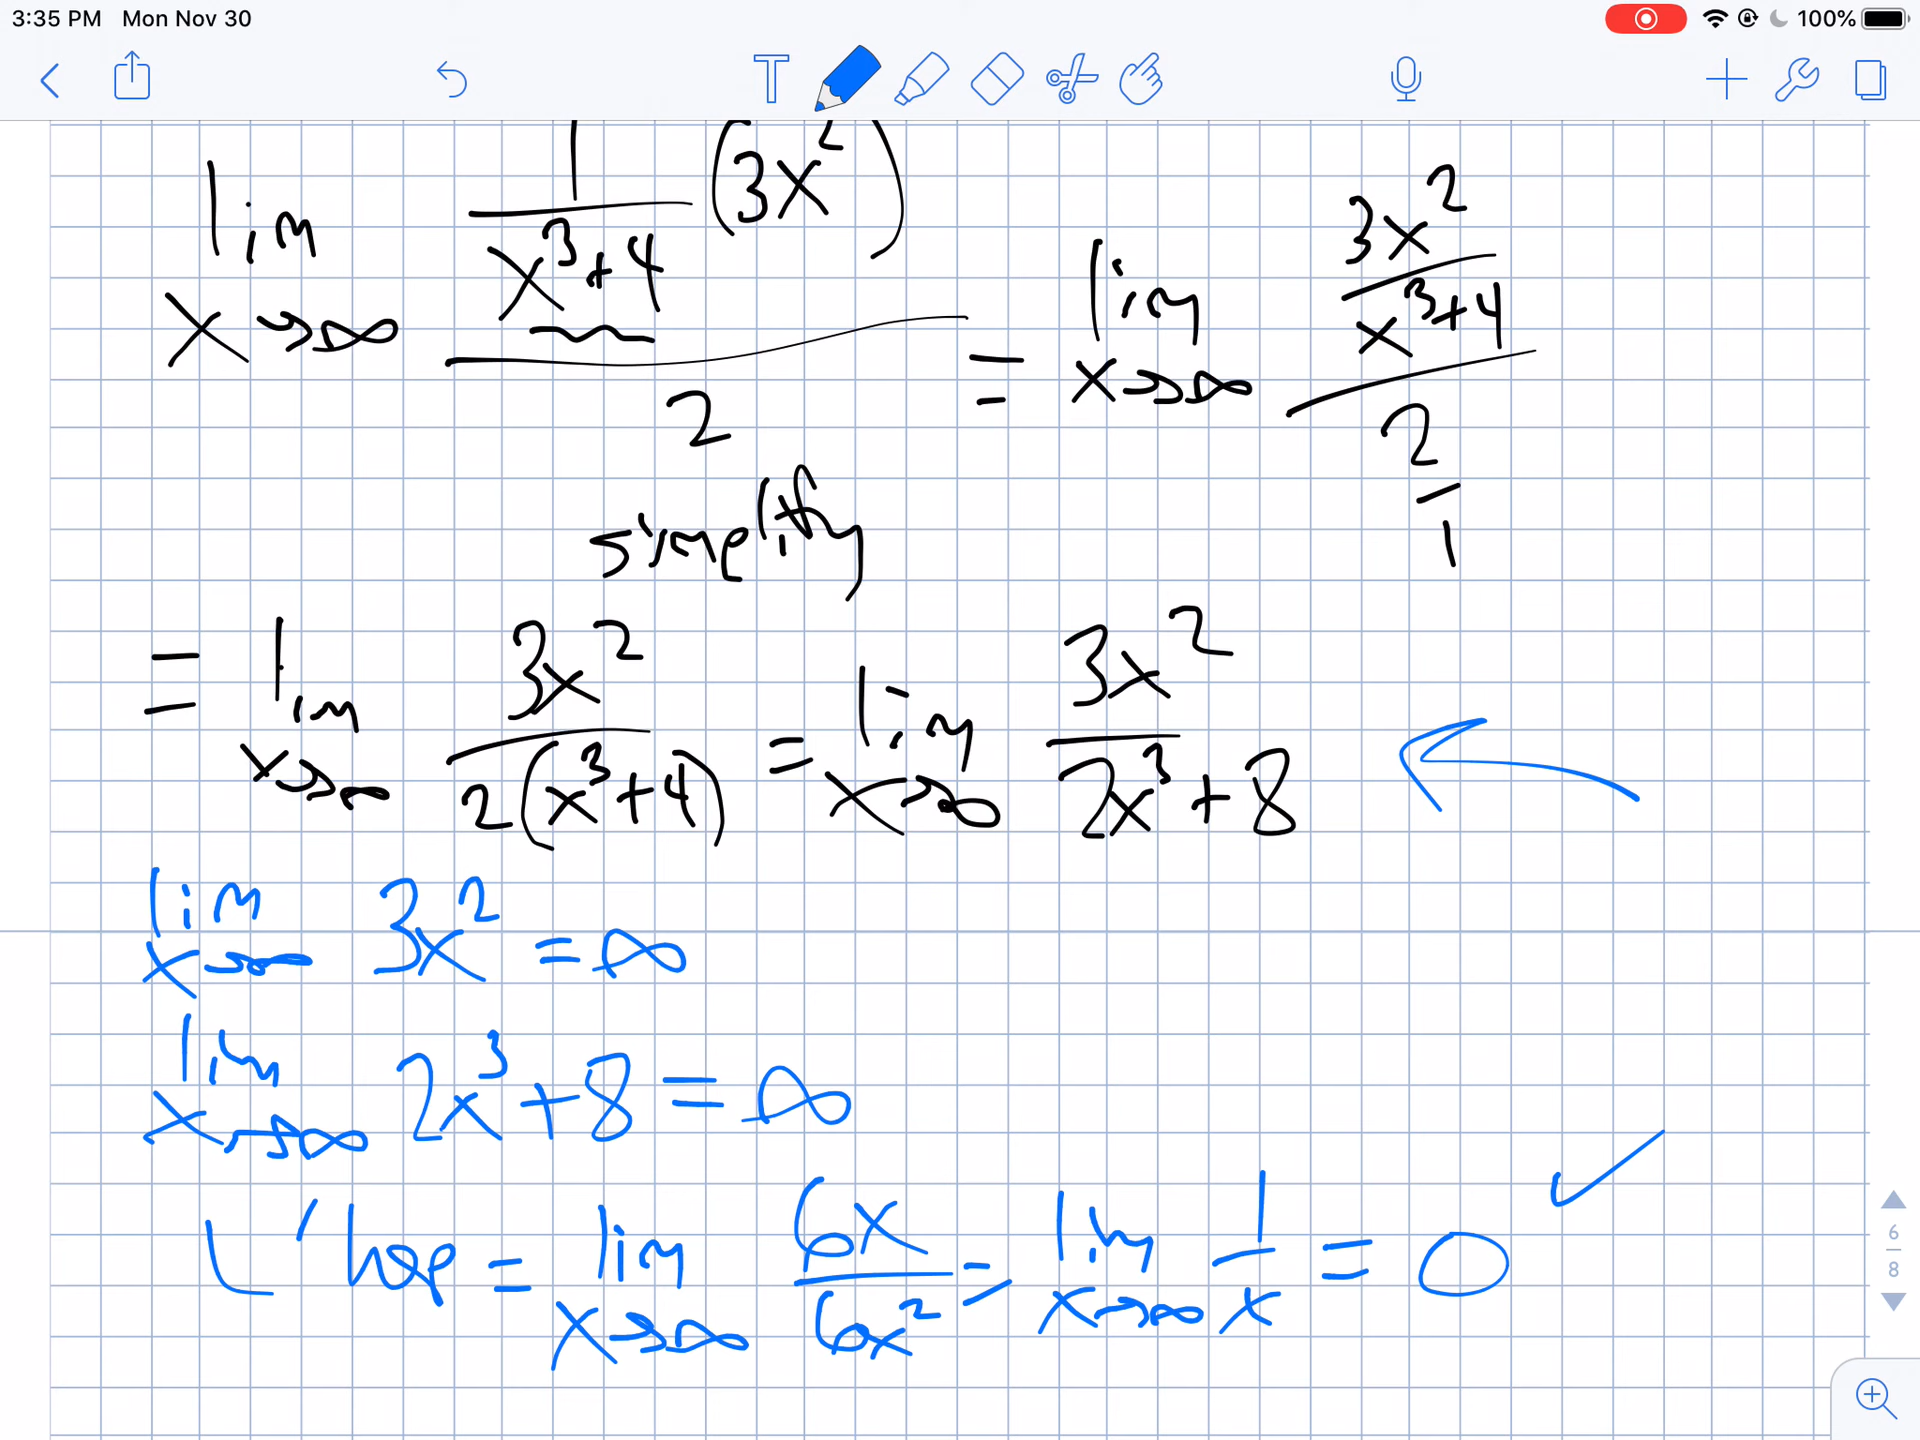 3:35 PM Mon Nov 30 100%
T
lim x→∞ 1/(x³+4) (3x²) / 2 = lim x→∞ (3x²/(x³+4)) / (2/1)
simplify
= lim x→∞ 3x²/(2(x³+4)) = lim x→∞ 3x²/(2x³+8)
lim x→∞ 3x² = ∞
lim x→∞ 2x³+8 = ∞
L'hop = lim x→∞ 6x/6x² = lim x→∞ 1/x = 0 ✓
6
8